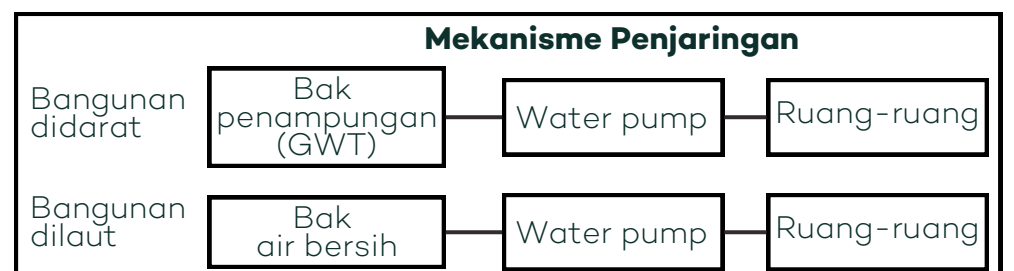 Mekanisme Penjaringan
Bangunan
didarat
Bak
penampungan
(GWT)
Water pump
Ruang-ruang
Bangunan
dilaut
Bak
air bersih
Water pump
Ruang-ruang